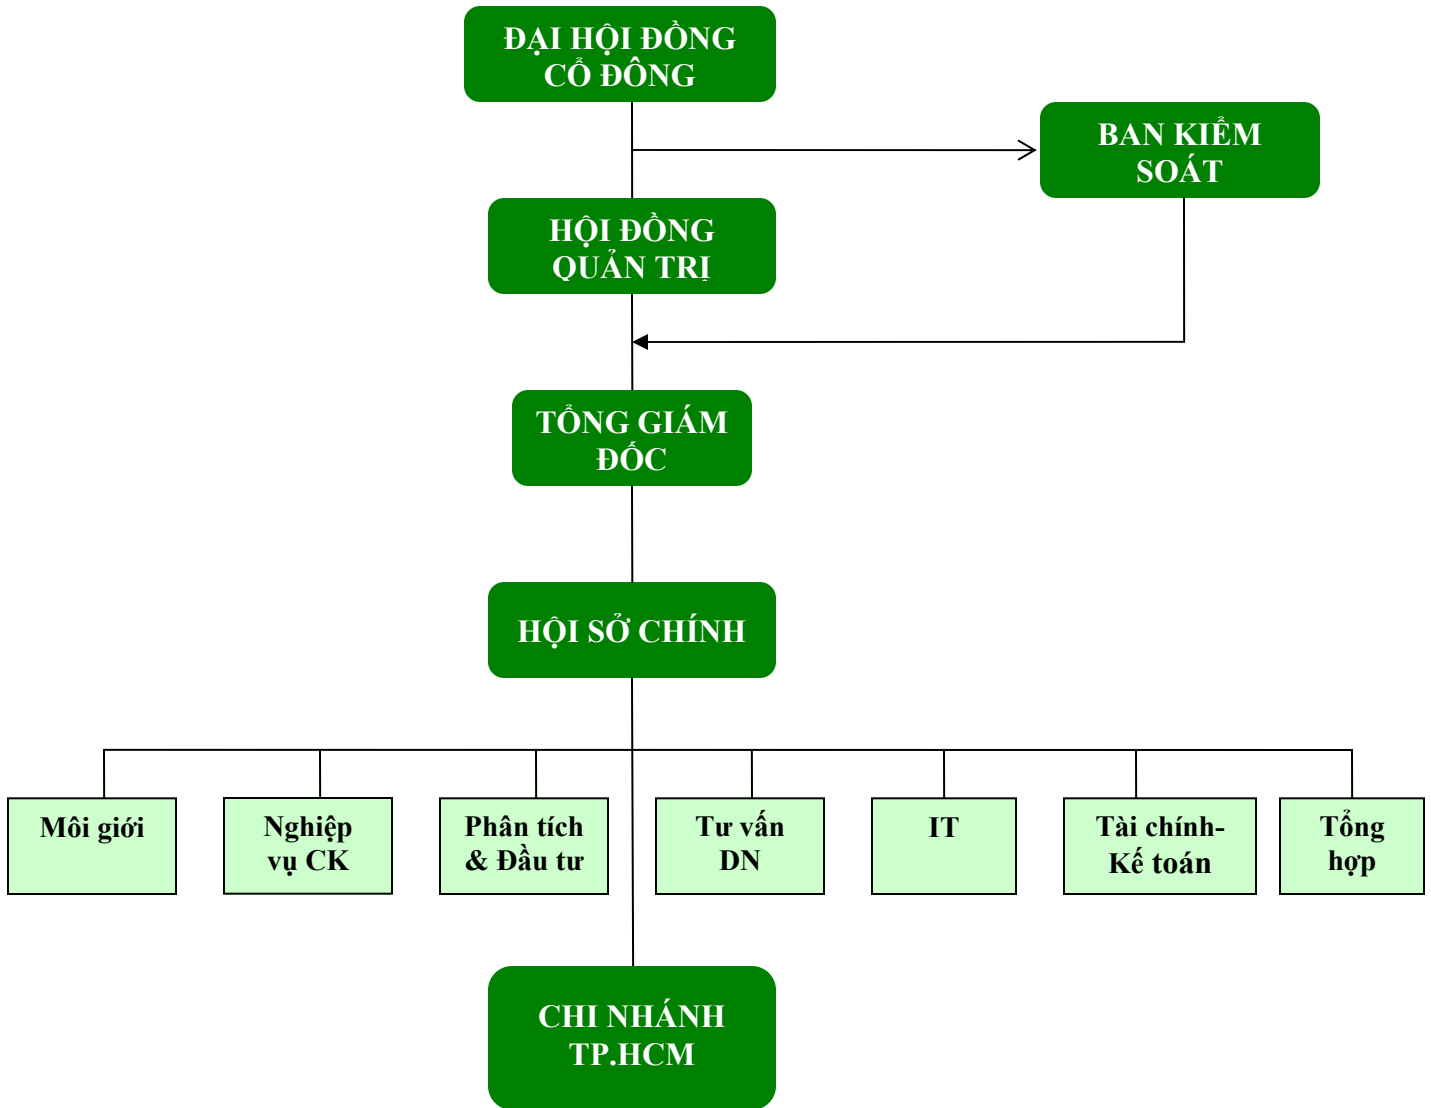 ĐẠI HỘI ĐỒNG
CỔ ĐÔNG
BAN KIỂM
SOÁT
HỘI ĐỒNG
QUẢN TRỊ
TỔNG GIÁM
ĐỐC
HỘI SỞ CHÍNH
Môi giới
Nghiệp
vụ CK
Phân tích
& Đầu tư
Tư vấn
DN
IT
Tài chính-
Kế toán
Tổng
hợp
CHI NHÁNH
TP.HCM